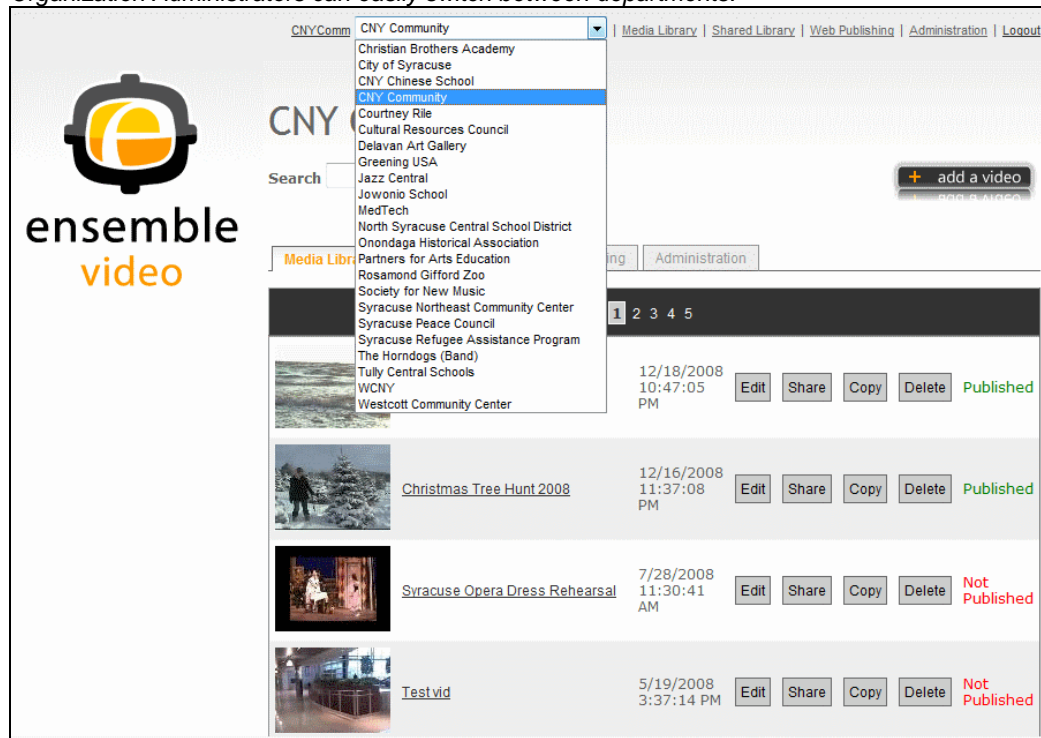 Organization Administrators can easily switch between departments.
CNYComm CNY Community | Media Library | Shared Library | Web Publishing | Administration | Logout
Christian Brothers Academy
City of Syracuse
CNY Chinese School
CNY Community
Courtney Rile
Cultural Resources Council
Delavan Art Gallery
Greening USA
Jazz Central
Jowonio School
MedTech
North Syracuse Central School District
Onondaga Historical Association
Partners for Arts Education
Rosamond Gifford Zoo
Society for New Music
Syracuse Northeast Community Center
Syracuse Peace Council
Syracuse Refugee Assistance Program
The Horndogs (Band)
Tully Central Schools
WCNY
Westcott Community Center
e
ensemble
video
CNY
Search
+ add a video
Media Libr
ing
Administration
1 2 3 4 5
12/18/2008
10:47:05
PM
Edit Share Copy Delete Published
Christmas Tree Hunt 2008
12/16/2008
11:37:08
PM
Edit Share Copy Delete Published
Syracuse Opera Dress Rehearsal
7/28/2008
11:30:41
AM
Edit Share Copy Delete Not
Published
Test vid
5/19/2008
3:37:14 PM
Edit Share Copy Delete Not
Published